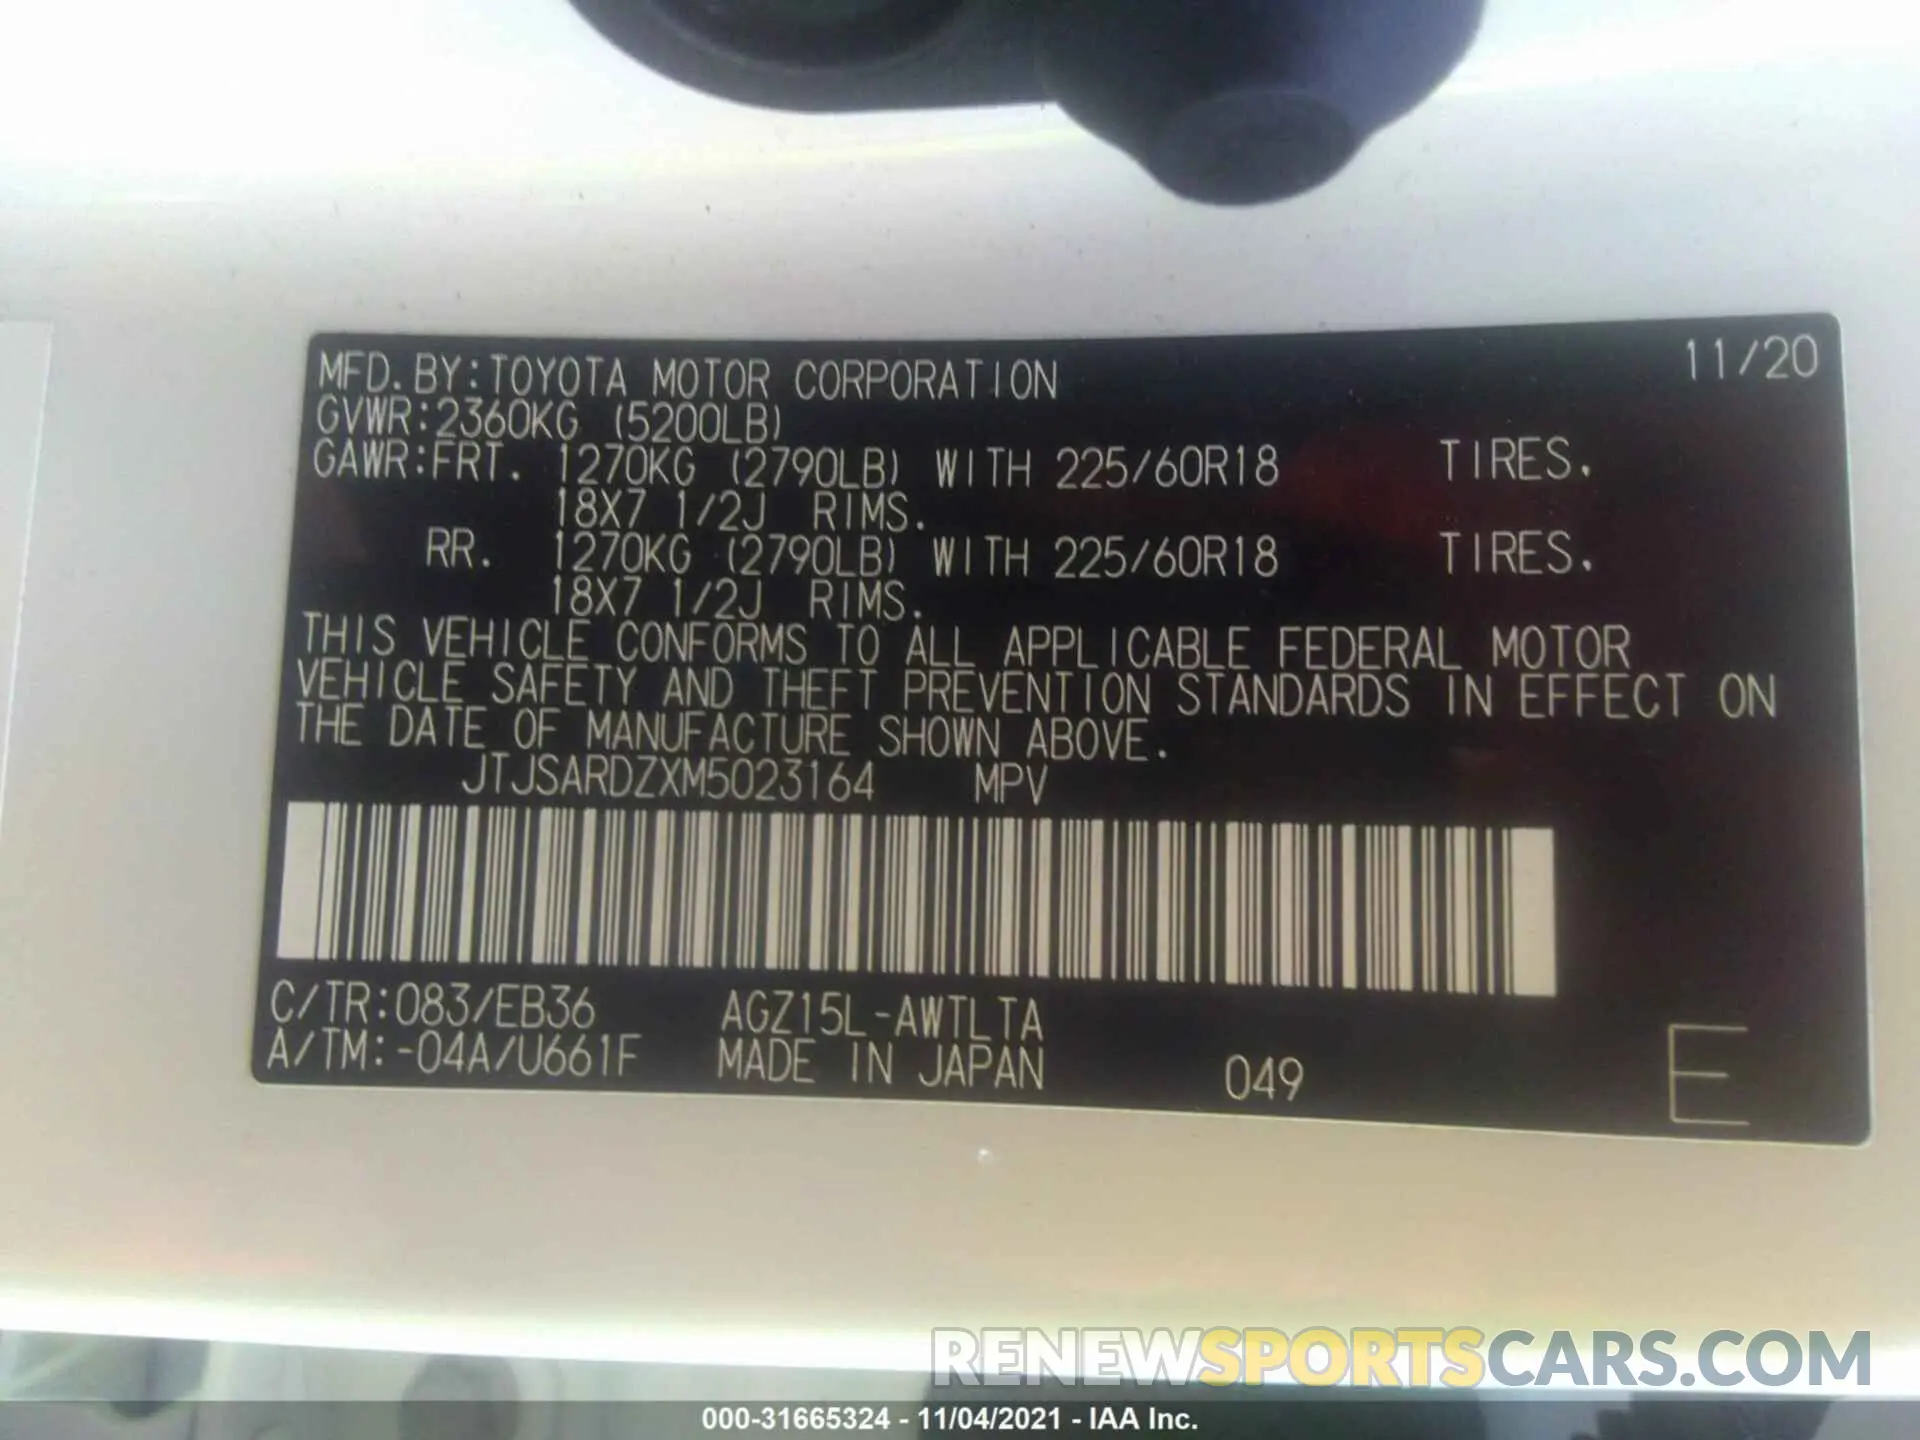 MFD.BY:TOYOTA MOTOR CORPORATION 11/20
GVWR:2360KG (5200LB)
GAWR:FRT. 1270KG (2790LB) WITH 225/60R18 TIRES.
18X7 1/2J RIMS.
RR. 1270KG (2790LB) WITH 225/60R18 TIRES.
18X7 1/2J RIMS.
THIS VEHICLE CONFORMS TO ALL APPLICABLE FEDERAL MOTOR
VEHICLE SAFETY AND THEFT PREVENTION STANDARDS IN EFFECT ON
THE DATE OF MANUFACTURE SHOWN ABOVE.
JTJSARDZXM5023164 MPV
C/TR:083/EB36 AGZ15L-AWTLTA
A/TM:-04A/U661F MADE IN JAPAN 049 E
RENEWSPORTSCARS.COM
000-31665324 - 11/04/2021 - IAA Inc.